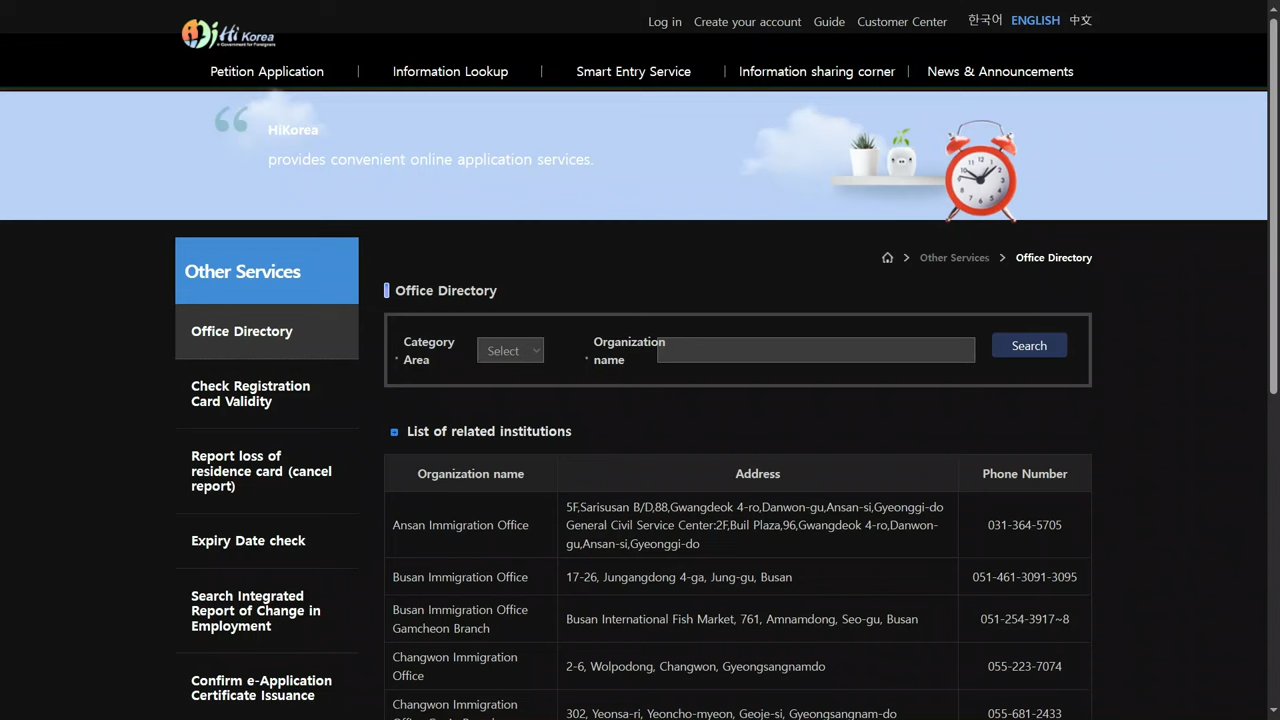 Log in Create your account Guide Customer Center 한국어 ENGLISH 中文
Hi Korea
e-Government for Foreigners
Petition Application Information Lookup Smart Entry Service Information sharing corner News & Announcements
HiKorea
provides convenient online application services.
Other Services
Office Directory
Check Registration
Card Validity
Report loss of
residence card (cancel
report)
Expiry Date check
Search Integrated
Report of Change in
Employment
Confirm e-Application
Certificate Issuance
Other Services Office Directory
Office Directory
Category
Area
Select
Organization
name
Search
List of related institutions
Organization name Address Phone Number
Ansan Immigration Office
5F,Sarisusan B/D,88,Gwangdeok 4-ro,Danwon-gu,Ansan-si,Gyeonggi-do
General Civil Service Center:2F,Buil Plaza,96,Gwangdeok 4-ro,Danwon-
gu,Ansan-si,Gyeonggi-do
031-364-5705
Busan Immigration Office 17-26, Jungangdong 4-ga, Jung-gu, Busan 051-461-3091-3095
Busan Immigration Office
Gamcheon Branch
Busan International Fish Market, 761, Amnamdong, Seo-gu, Busan
051-254-3917~8
Changwon Immigration
Office
2-6, Wolpodong, Changwon, Gyeongsangnamdo
055-223-7074
Changwon Immigration
302, Yeonsa-ri, Yeoncho-myeon, Geoje-si, Gyeongsangnam-do
055-681-2433